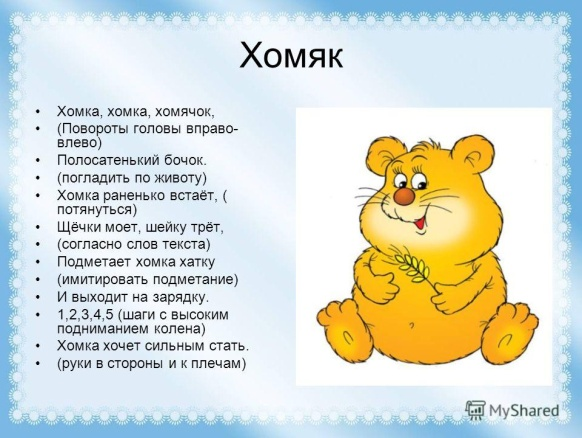 Хомяк
• Хомка, хомка, хомячок,
• (Повороты головы вправо-
влево)
• Полосатенький бочок.
• (погладить по животу)
• Хомка раненько встаёт, (
потянуться)
• Щёчки моет, шейку трёт,
• (согласно слов текста)
• Подметает хомка хатку
• (имитировать подметание)
• И выходит на зарядку.
• 1,2,3,4,5 (шаги с высоким
подниманием колена)
• Хомка хочет сильным стать.
• (руки в стороны и к плечам)
MyShared